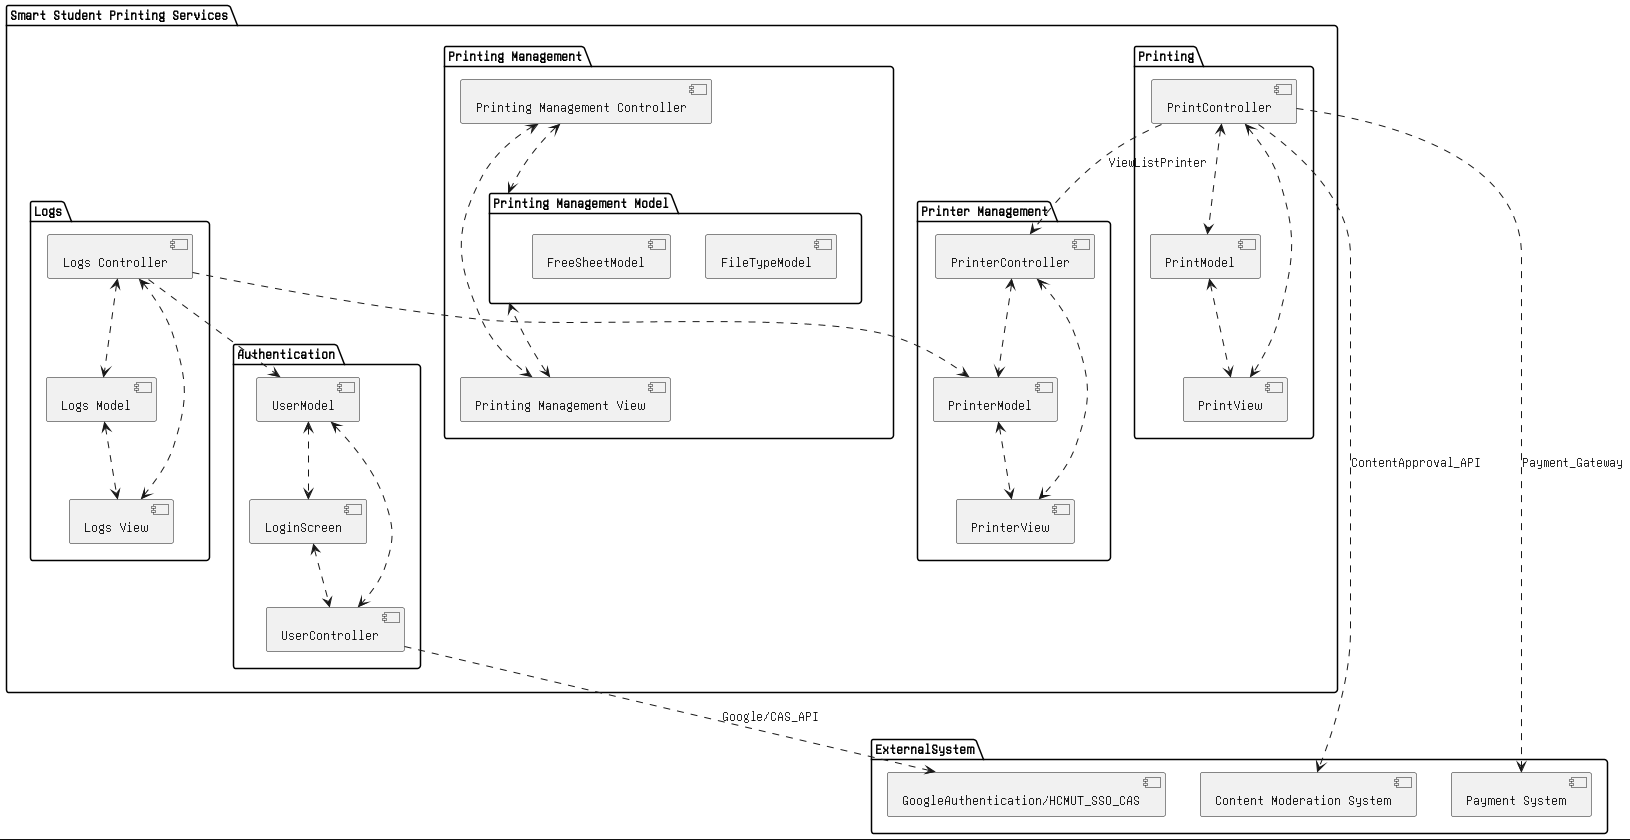 Smart Student Printing Services
Printing Management
Printing
Printing Management Controller
PrintController
ViewListPrinter
Printing Management Model
Logs
Printer Management
Logs Controller
FreeSheetModel
FileTypeModel
PrinterController
PrintModel
Authentication
Logs Model
UserModel
Printing Management View
PrinterModel
PrintView
ContentApproval_API
Payment_Gateway
Logs View
LoginScreen
PrinterView
UserController
Google/CAS_API
ExternalSystem
GoogleAuthentication/HCMUT_SSO_CAS
Content Moderation System
Payment System